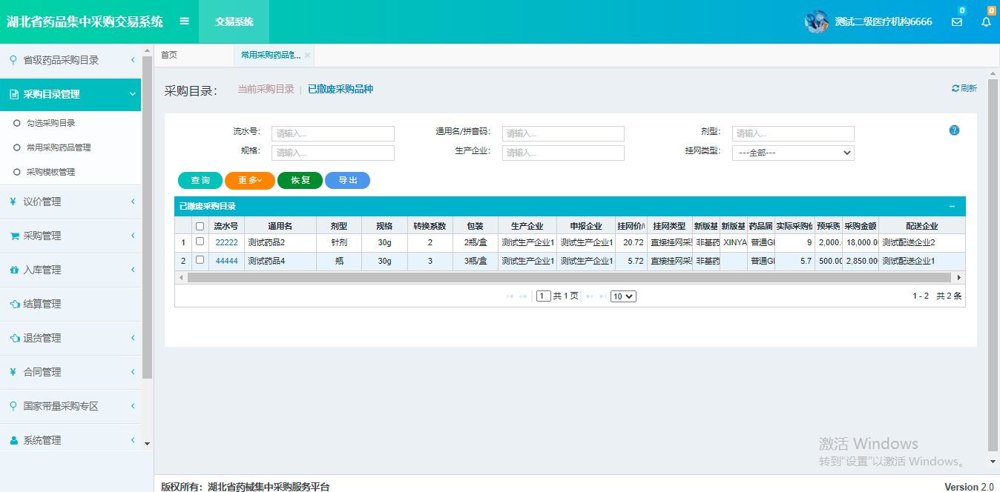 湖北省药品集中采购交易系统 交易系统 测试二级医疗机构6666 0 0
省级药品采购目录
采购目录管理
勾选采购目录
常用采购药品管理
采购模板管理
议价管理
采购管理
入库管理
结算管理
退货管理
合同管理
国家带量采购专区
系统管理
首页 常用采购药品管... ×
采购目录： 当前采购目录 | 已撤废采购品种 刷新
流水号： 请输入... 通用名/拼音码： 请输入... 剂型： 请输入...
规格： 请输入... 生产企业： 请输入... 挂网类型： ---全部---
查 询 更 多 恢 复 导 出
已撤废采购目录
流水号 通用名 剂型 规格 转换系数 包装 生产企业 申报企业 挂网价/ 挂网类型 新版基 新版基 药品属 实际采购价 预采购 采购金额 配送企业
1 22222 测试药品2 针剂 30g 2 2瓶/盒 测试生产企业1 测试生产企业1 20.72 直接挂网采 非基药 XINYA 普通GI 9 2,000. 18,000.00 测试配送企业2
2 44444 测试药品4 瓶 30g 3 3瓶/盒 测试生产企业1 测试生产企业1 5.72 直接挂网采 非基药 普通GI 5.7 500.00 2,850.00 测试配送企业1
1 共 1 页 10 1 - 2 共 2 条
激活 Windows
转到“设置”以激活 Windows。
版权所有：湖北省药械集中采购服务平台 Version 2.0